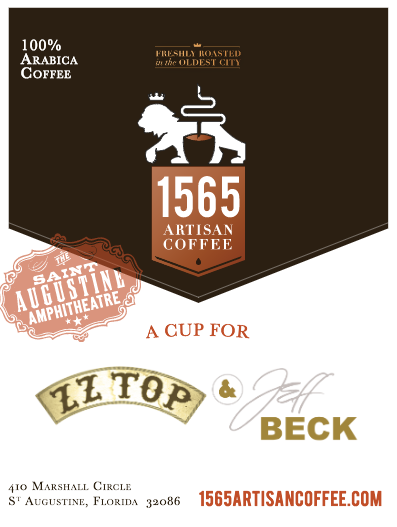 100%
Arabica
Coffee
FRESHLY ROASTED
in the OLDEST CITY
1565
ARTISAN
COFFEE
THE
SAINT
AUGUSTINE
AMPHITHEATRE
A CUP FOR
ZZ TOP
&
Jeff
BECK
410 Marshall Circle
St Augustine, Florida 32086
1565ARTISANCOFFEE.COM